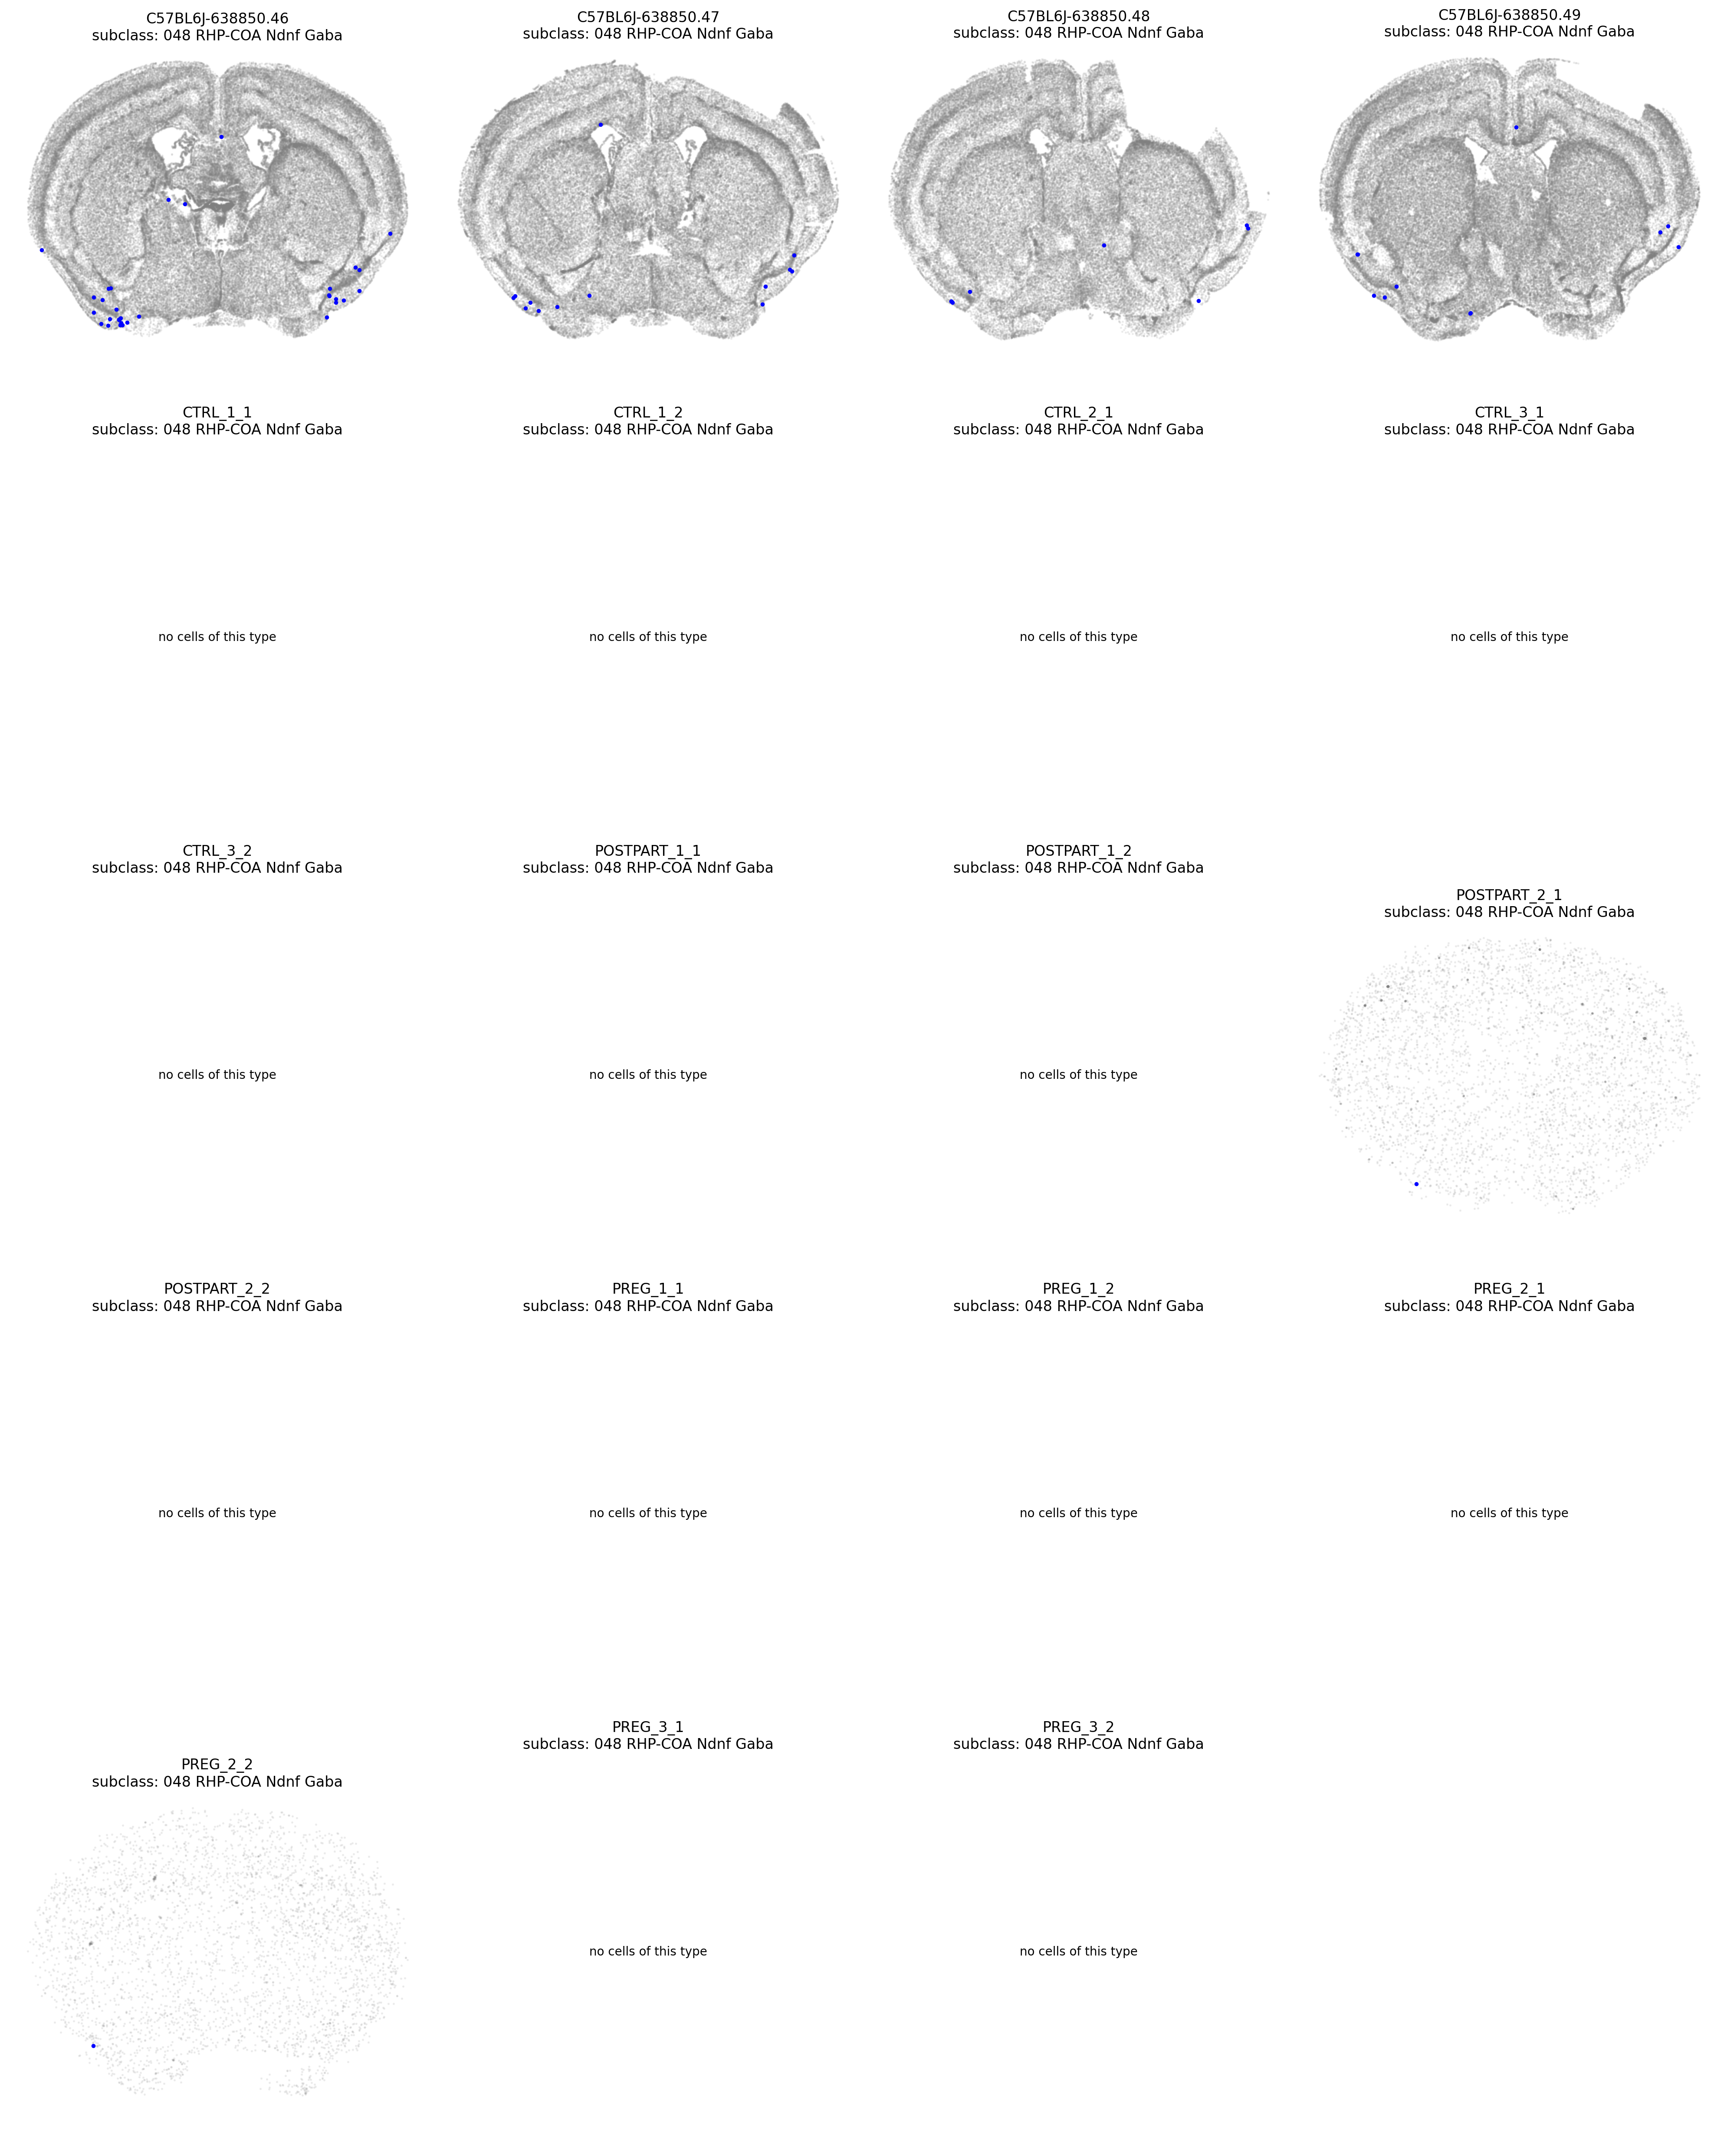 C57BL6J-638850.46
subclass: 048 RHP-COA Ndnf Gaba
C57BL6J-638850.47
subclass: 048 RHP-COA Ndnf Gaba
C57BL6J-638850.48
subclass: 048 RHP-COA Ndnf Gaba
C57BL6J-638850.49
subclass: 048 RHP-COA Ndnf Gaba
CTRL_1_1
subclass: 048 RHP-COA Ndnf Gaba
no cells of this type
CTRL_1_2
subclass: 048 RHP-COA Ndnf Gaba
no cells of this type
CTRL_2_1
subclass: 048 RHP-COA Ndnf Gaba
no cells of this type
CTRL_3_1
subclass: 048 RHP-COA Ndnf Gaba
no cells of this type
CTRL_3_2
subclass: 048 RHP-COA Ndnf Gaba
no cells of this type
POSTPART_1_1
subclass: 048 RHP-COA Ndnf Gaba
no cells of this type
POSTPART_1_2
subclass: 048 RHP-COA Ndnf Gaba
no cells of this type
POSTPART_2_1
subclass: 048 RHP-COA Ndnf Gaba
POSTPART_2_2
subclass: 048 RHP-COA Ndnf Gaba
no cells of this type
PREG_1_1
subclass: 048 RHP-COA Ndnf Gaba
no cells of this type
PREG_1_2
subclass: 048 RHP-COA Ndnf Gaba
no cells of this type
PREG_2_1
subclass: 048 RHP-COA Ndnf Gaba
no cells of this type
PREG_2_2
subclass: 048 RHP-COA Ndnf Gaba
PREG_3_1
subclass: 048 RHP-COA Ndnf Gaba
no cells of this type
PREG_3_2
subclass: 048 RHP-COA Ndnf Gaba
no cells of this type